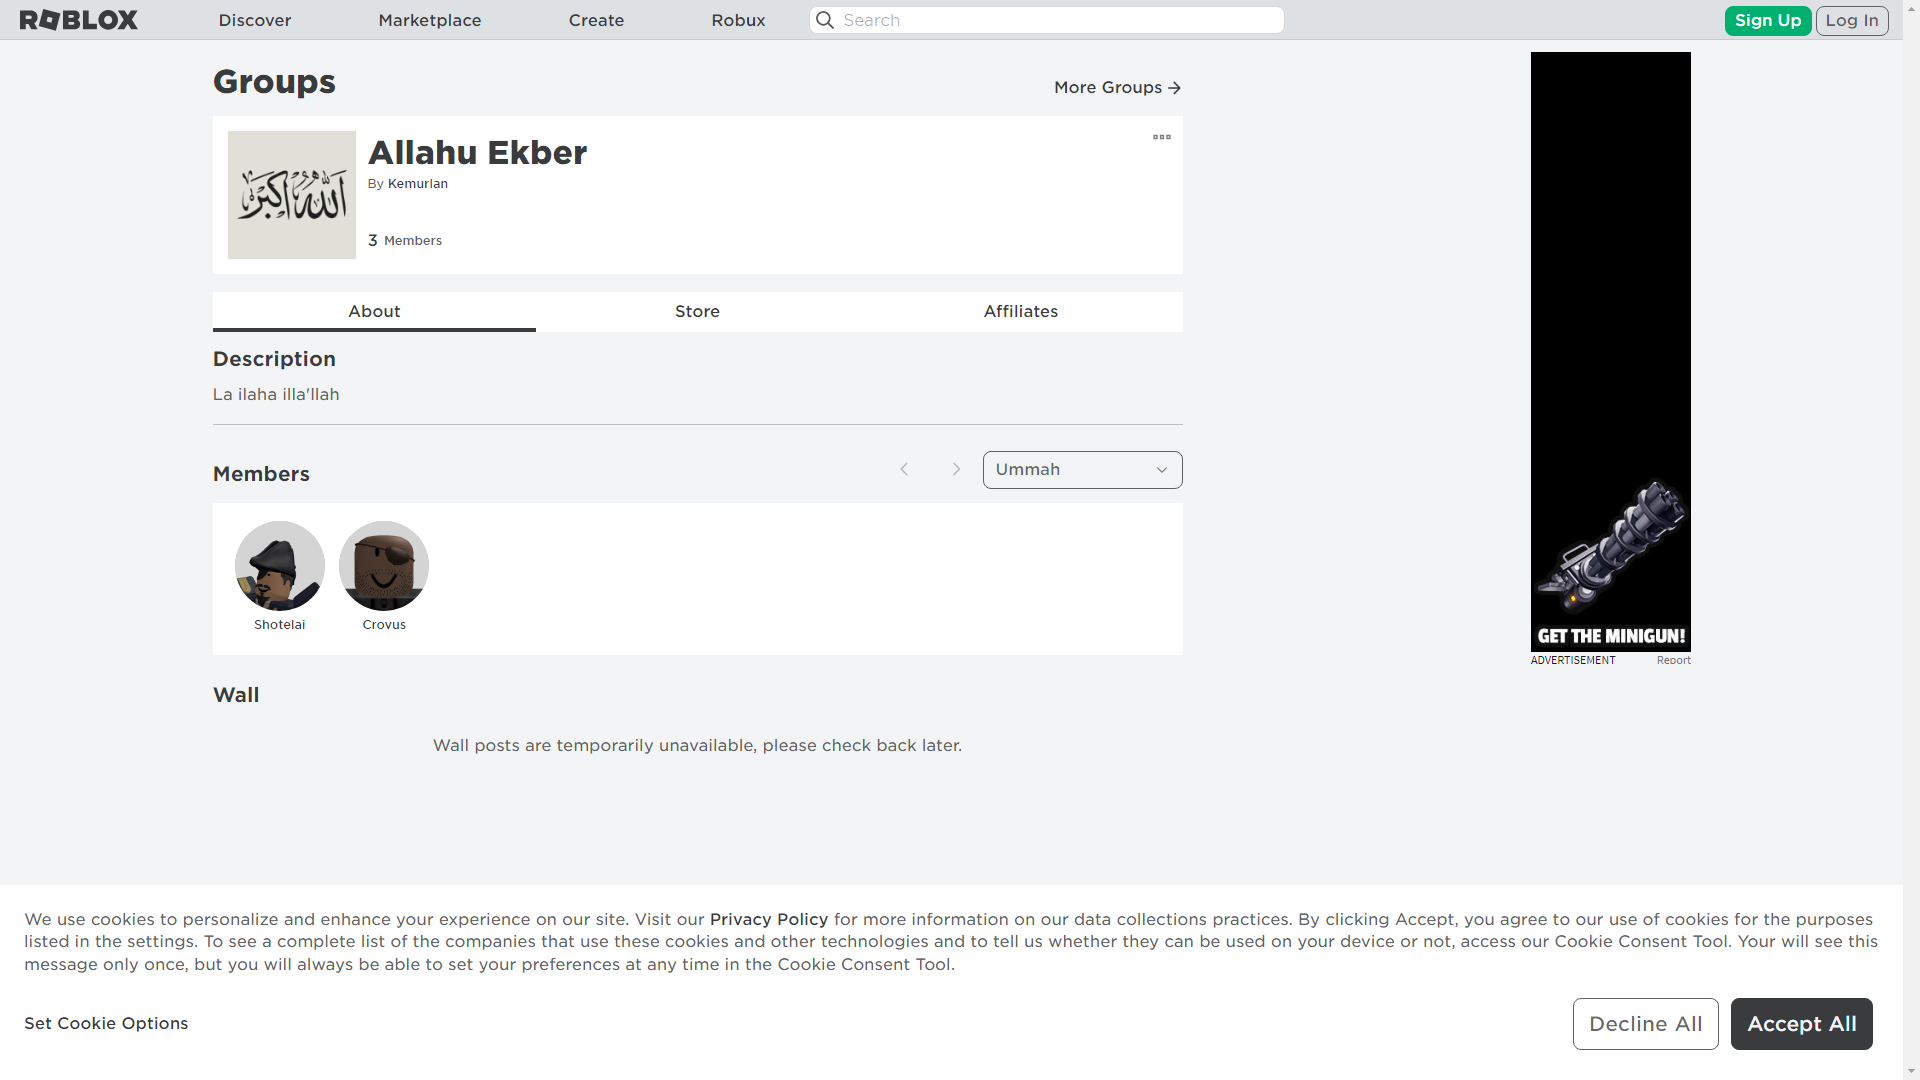 ROBLOX
Discover
Marketplace
Create
Robux
Search
Sign Up
Log In
Groups
More Groups
الله اكبر
Allahu Ekber
By Kemurlan
3 Members
About
Store
Affiliates
Description
La ilaha illa'llah
Members
Ummah
Shotelai
Crovus
Wall
Wall posts are temporarily unavailable, please check back later.
GET THE MINIGUN!
ADVERTISEMENT
Report
We use cookies to personalize and enhance your experience on our site. Visit our Privacy Policy for more information on our data collections practices. By clicking Accept, you agree to our use of cookies for the purposes
listed in the settings. To see a complete list of the companies that use these cookies and other technologies and to tell us whether they can be used on your device or not, access our Cookie Consent Tool. Your will see this
message only once, but you will always be able to set your preferences at any time in the Cookie Consent Tool.
Set Cookie Options
Decline All
Accept All